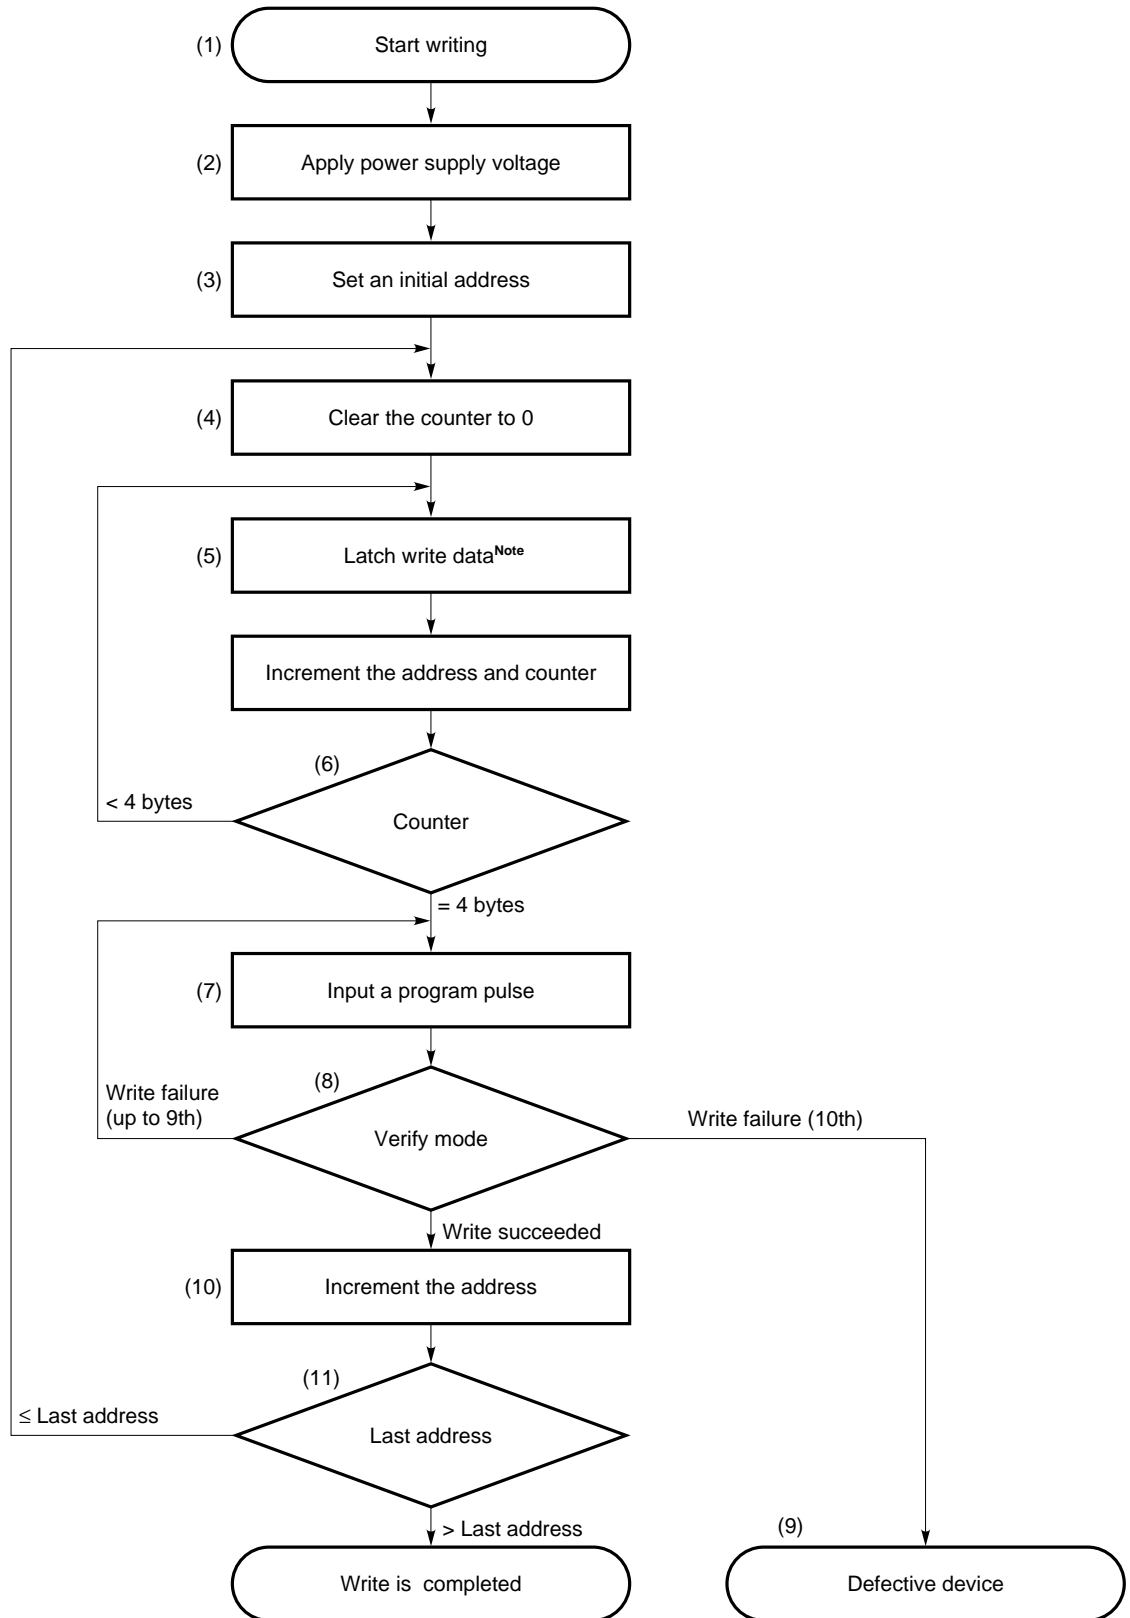 (1) Start writing
(2) Apply power supply voltage
(3) Set an initial address
(4) Clear the counter to 0
(5) Latch write dataNote
Increment the address and counter
(6)
< 4 bytes
Counter
= 4 bytes
(7) Input a program pulse
(8)
Write failure
(up to 9th)
Verify mode
Write failure (10th)
Write succeeded
(10) Increment the address
(11)
≤ Last address
Last address
> Last address
(9)
Write is completed
Defective device